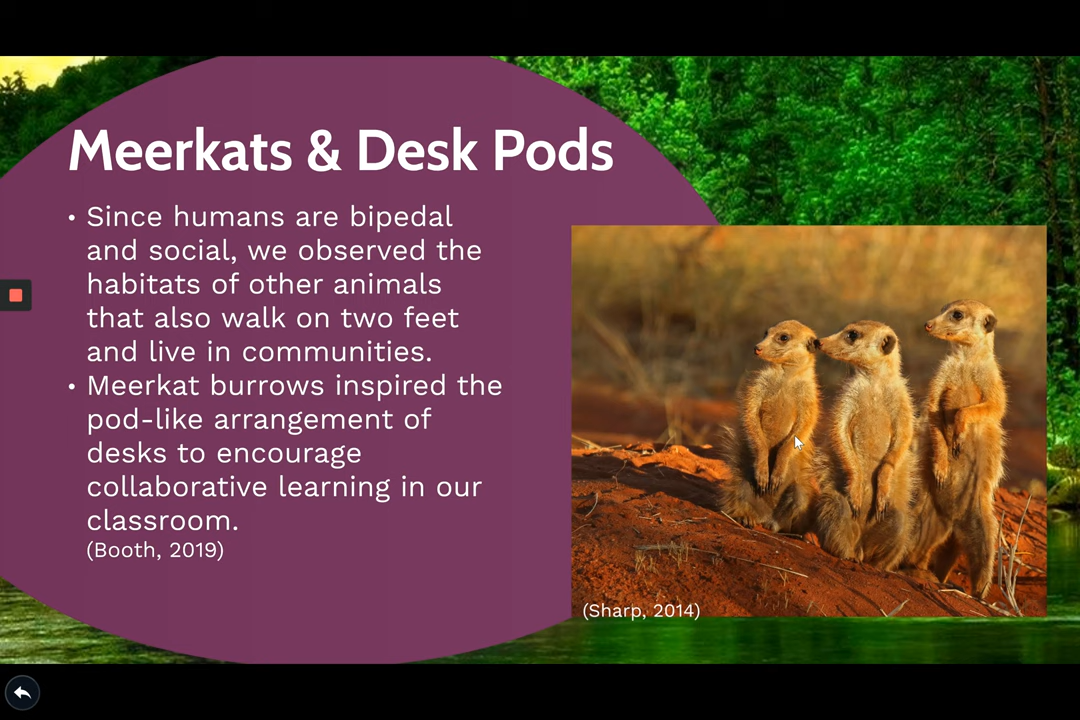 Meerkats & Desk Pods
• Since humans are bipedal
and social, we observed the
habitats of other animals
that also walk on two feet
and live in communities.
• Meerkat burrows inspired the
pod-like arrangement of
desks to encourage
collaborative learning in our
classroom.
(Booth, 2019)
(Sharp, 2014)